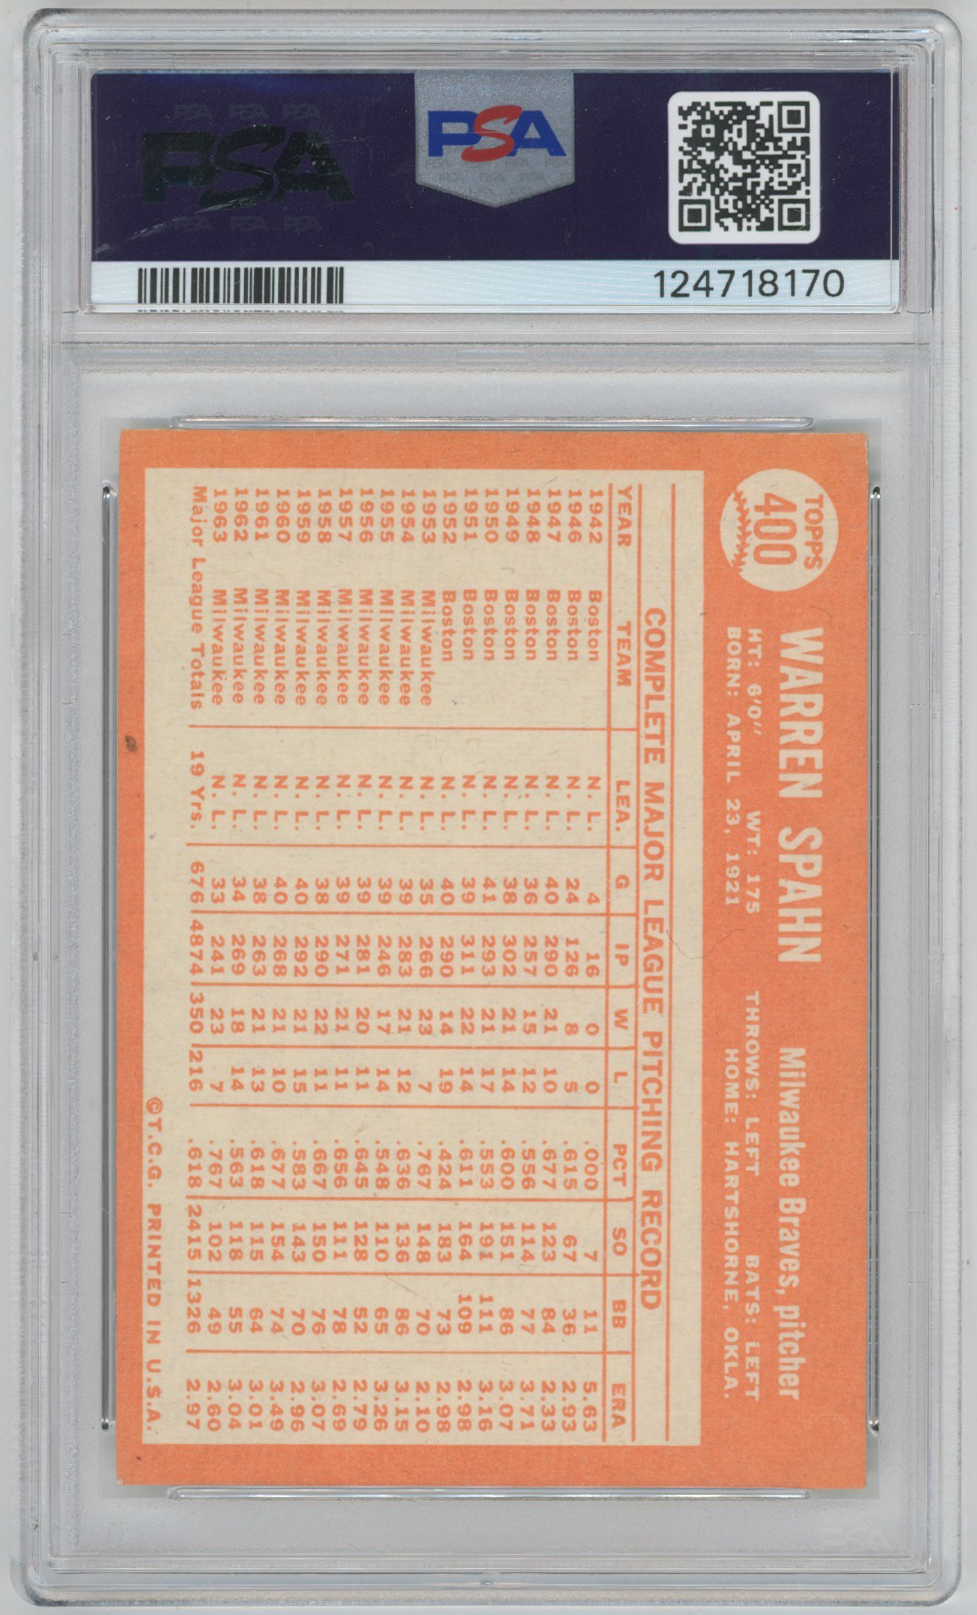 PSA PSA PSA
PSA
PSA PSA PSA
PSA
124718170
TOPPS
400
WARREN SPAHN Milwaukee Braves, pitcher
HT: 6'0" WT: 175 THROWS: LEFT BATS: LEFT
BORN: APRIL 23, 1921 HOME: HARTSHORNE, OKLA.
COMPLETE MAJOR LEAGUE PITCHING RECORD
YEAR TEAM LEA. G IP W L PCT SO BB ERA
1942 Boston N. L. 4 16 0 0 .000 7 11 5.63
1946 Boston N. L. 24 126 8 5 .615 67 36 2.93
1947 Boston N. L. 40 290 21 10 .677 123 84 2.33
1948 Boston N. L. 36 257 15 12 .556 114 77 3.71
1949 Boston N. L. 38 302 21 14 .600 151 86 3.07
1950 Boston N. L. 41 293 21 17 .553 191 111 3.16
1951 Boston N. L. 39 311 22 14 .611 164 109 2.98
1952 Boston N. L. 40 290 14 19 .424 183 73 2.98
1953 Milwaukee N. L. 35 266 23 7 .767 148 70 2.10
1954 Milwaukee N. L. 39 283 21 12 .636 136 86 3.15
1955 Milwaukee N. L. 39 246 17 14 .548 110 65 3.26
1956 Milwaukee N. L. 39 281 20 11 .645 128 52 2.79
1957 Milwaukee N. L. 39 271 21 11 .656 111 78 2.69
1958 Milwaukee N. L. 38 290 22 11 .667 150 76 3.07
1959 Milwaukee N. L. 40 292 21 15 .583 143 70 2.96
1960 Milwaukee N. L. 40 268 21 10 .677 154 74 3.49
1961 Milwaukee N. L. 38 263 21 13 .618 115 64 3.01
1962 Milwaukee N. L. 34 269 18 14 .563 118 55 3.04
1963 Milwaukee N. L. 33 241 23 7 .767 102 49 2.60
Major League Totals 19 Yrs. 676 4874 350 216 .618 2415 1326 2.97
©T.C.G. PRINTED IN U.S.A.